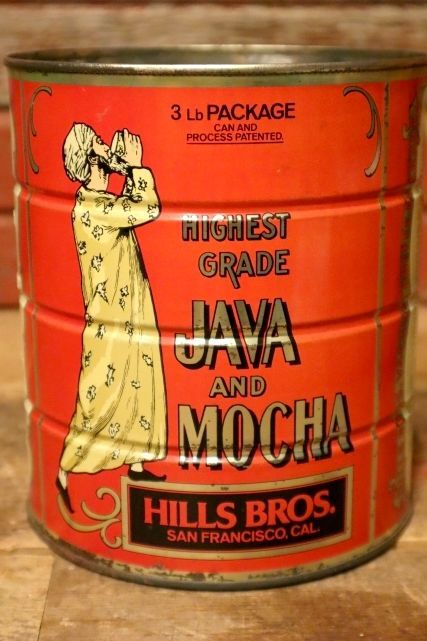 3 Lb PACKAGE
CAN AND
PROCESS PATENTED.
HIGHEST
GRADE
JAVA
AND
MOCHA
HILLS BROS.
SAN FRANCISCO, CAL.